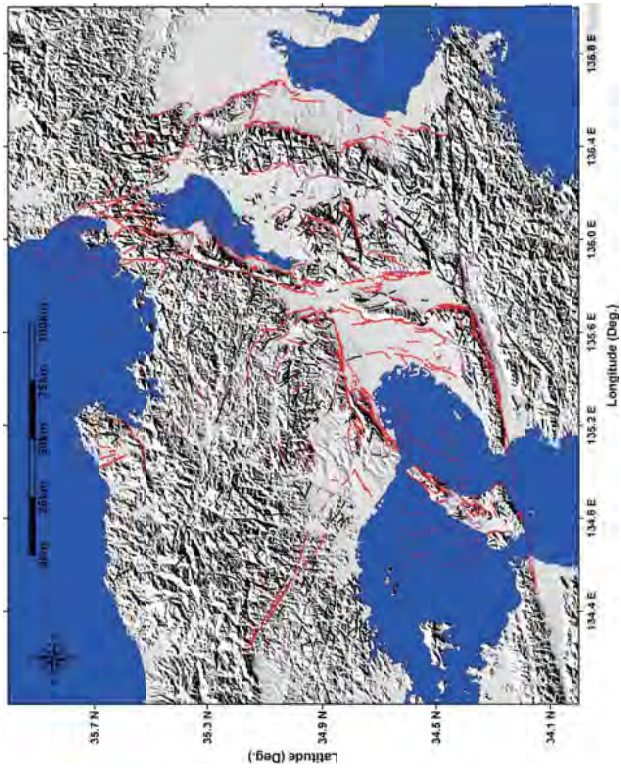 0km 25km 50km 75km 100km
35.7 N
35.3 N
34.9 N
34.5 N
34.1 N
Latitude (Deg.)
134.4 E
134.8 E
135.2 E
135.6 E
136.0 E
136.4 E
136.8 E
Longitude (Deg.)